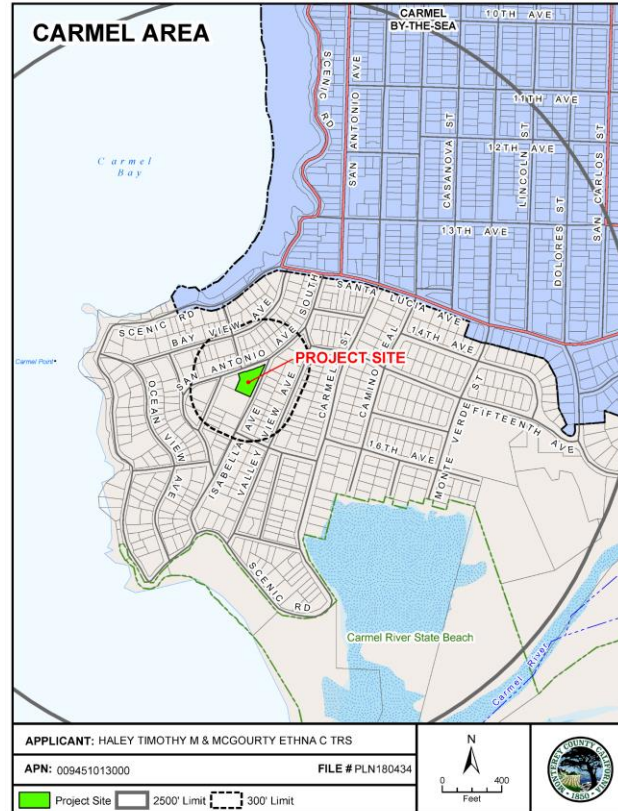 CARMEL AREA
CARMEL
BY-THE-SEA
10TH AVE
11TH AVE
12TH AVE
13TH AVE
SCENIC RD
SAN ANTONIO AVE
CASANOVA ST
LINCOLN ST
DOLORES ST
SAN CARLOS ST
Carmel
Bay
SANTA LUCIA AVE
SCENIC RD
BAY VIEW AVE
SAN ANTONIO AVE SOUTH
14TH AVE
Carmel Point
PROJECT SITE
OCEAN VIEW AVE
ISABELLA AVE
VALLEY VIEW AVE
CARMEL ST
CAMINO REAL
MONTE VERDE ST
FIFTEENTH AVE
16TH AVE
SCENIC RD
Carmel River State Beach
Carmel River
APPLICANT: HALEY TIMOTHY M & MCGOURTY ETHNA C TRS
APN: 009451013000
FILE # PLN180434
Project Site
2500' Limit
300' Limit
N
0 400
Feet
MONTEREY COUNTY CALIFORNIA
1850